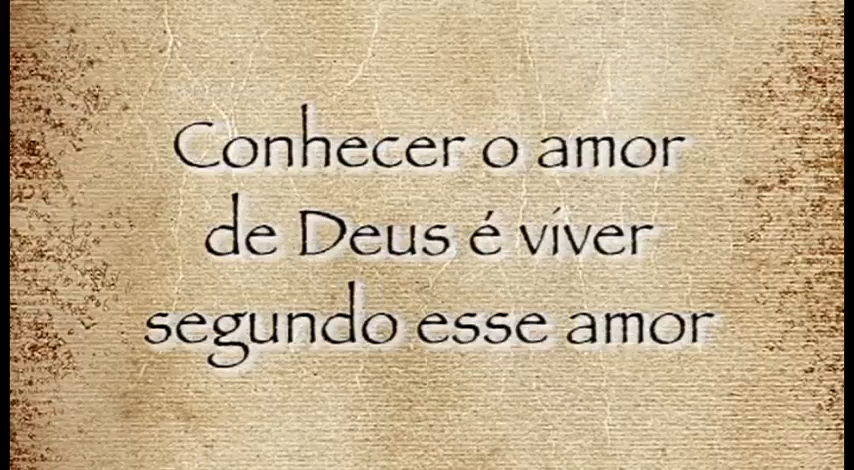 Conhecer o amor
de Deus é viver
segundo esse amor